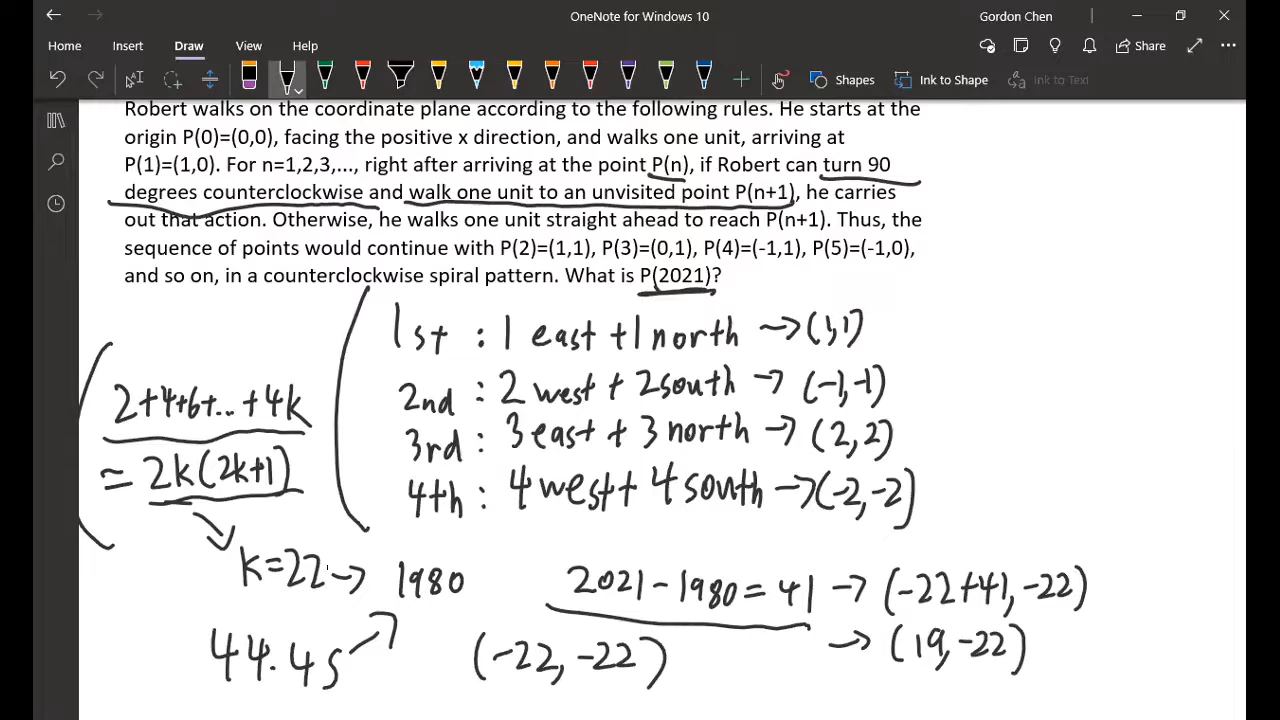 OneNote for Windows 10
Gordon Chen
Home Insert Draw View Help
Share
Shapes Ink to Shape Ink to Text
Robert walks on the coordinate plane according to the following rules. He starts at the
origin P(0)=(0,0), facing the positive x direction, and walks one unit, arriving at
P(1)=(1,0). For n=1,2,3,..., right after arriving at the point P(n), if Robert can turn 90
degrees counterclockwise and walk one unit to an unvisited point P(n+1), he carries
out that action. Otherwise, he walks one unit straight ahead to reach P(n+1). Thus, the
sequence of points would continue with P(2)=(1,1), P(3)=(0,1), P(4)=(-1,1), P(5)=(-1,0),
and so on, in a counterclockwise spiral pattern. What is P(2021)?
1st : 1 east + 1 north → (1,1)
2nd : 2 west + 2 south → (-1,-1)
3rd : 3 east + 3 north → (2,2)
4th : 4 west + 4 south → (-2,-2)
2+4+6+...+4k
= 2k(2k+1)
k=22 → 1980
44.45
2021-1980=41 → (-22+41,-22)
(-22,-22)
→ (19,-22)